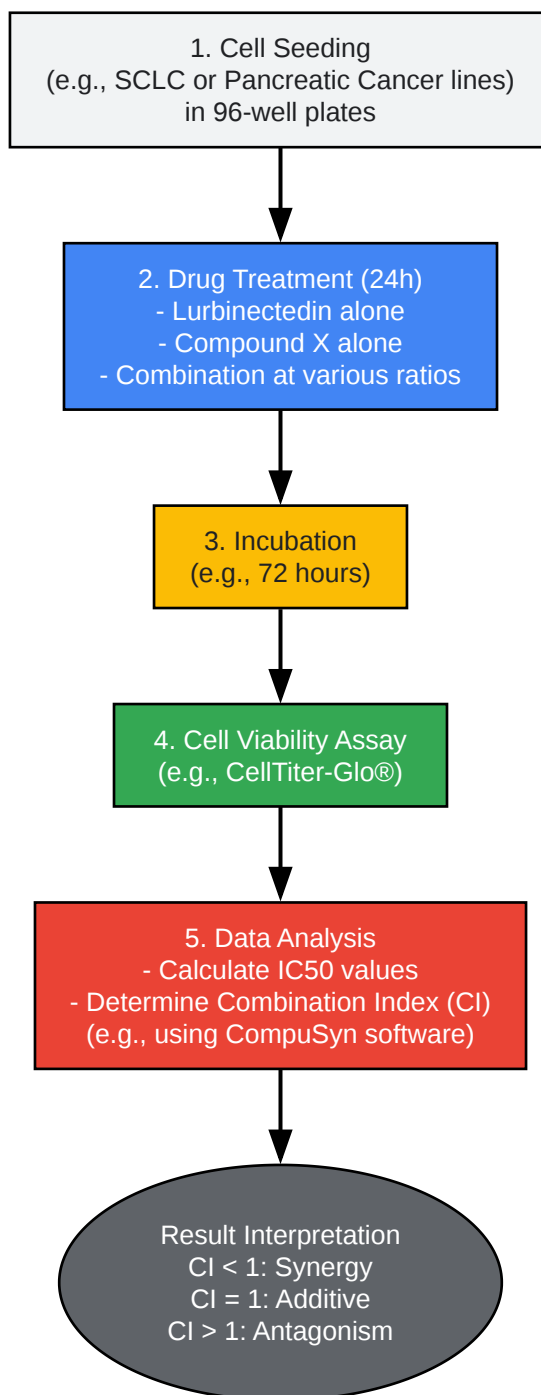 1. Cell Seeding
(e.g., SCLC or Pancreatic Cancer lines)
in 96-well plates
2. Drug Treatment (24h)
- Lurbinectedin alone
- Compound X alone
- Combination at various ratios
3. Incubation
(e.g., 72 hours)
4. Cell Viability Assay
(e.g., CellTiter-Glo®)
5. Data Analysis
- Calculate IC50 values
- Determine Combination Index (CI)
(e.g., using CompuSyn software)
Result Interpretation
CI < 1: Synergy
CI = 1: Additive
CI > 1: Antagonism